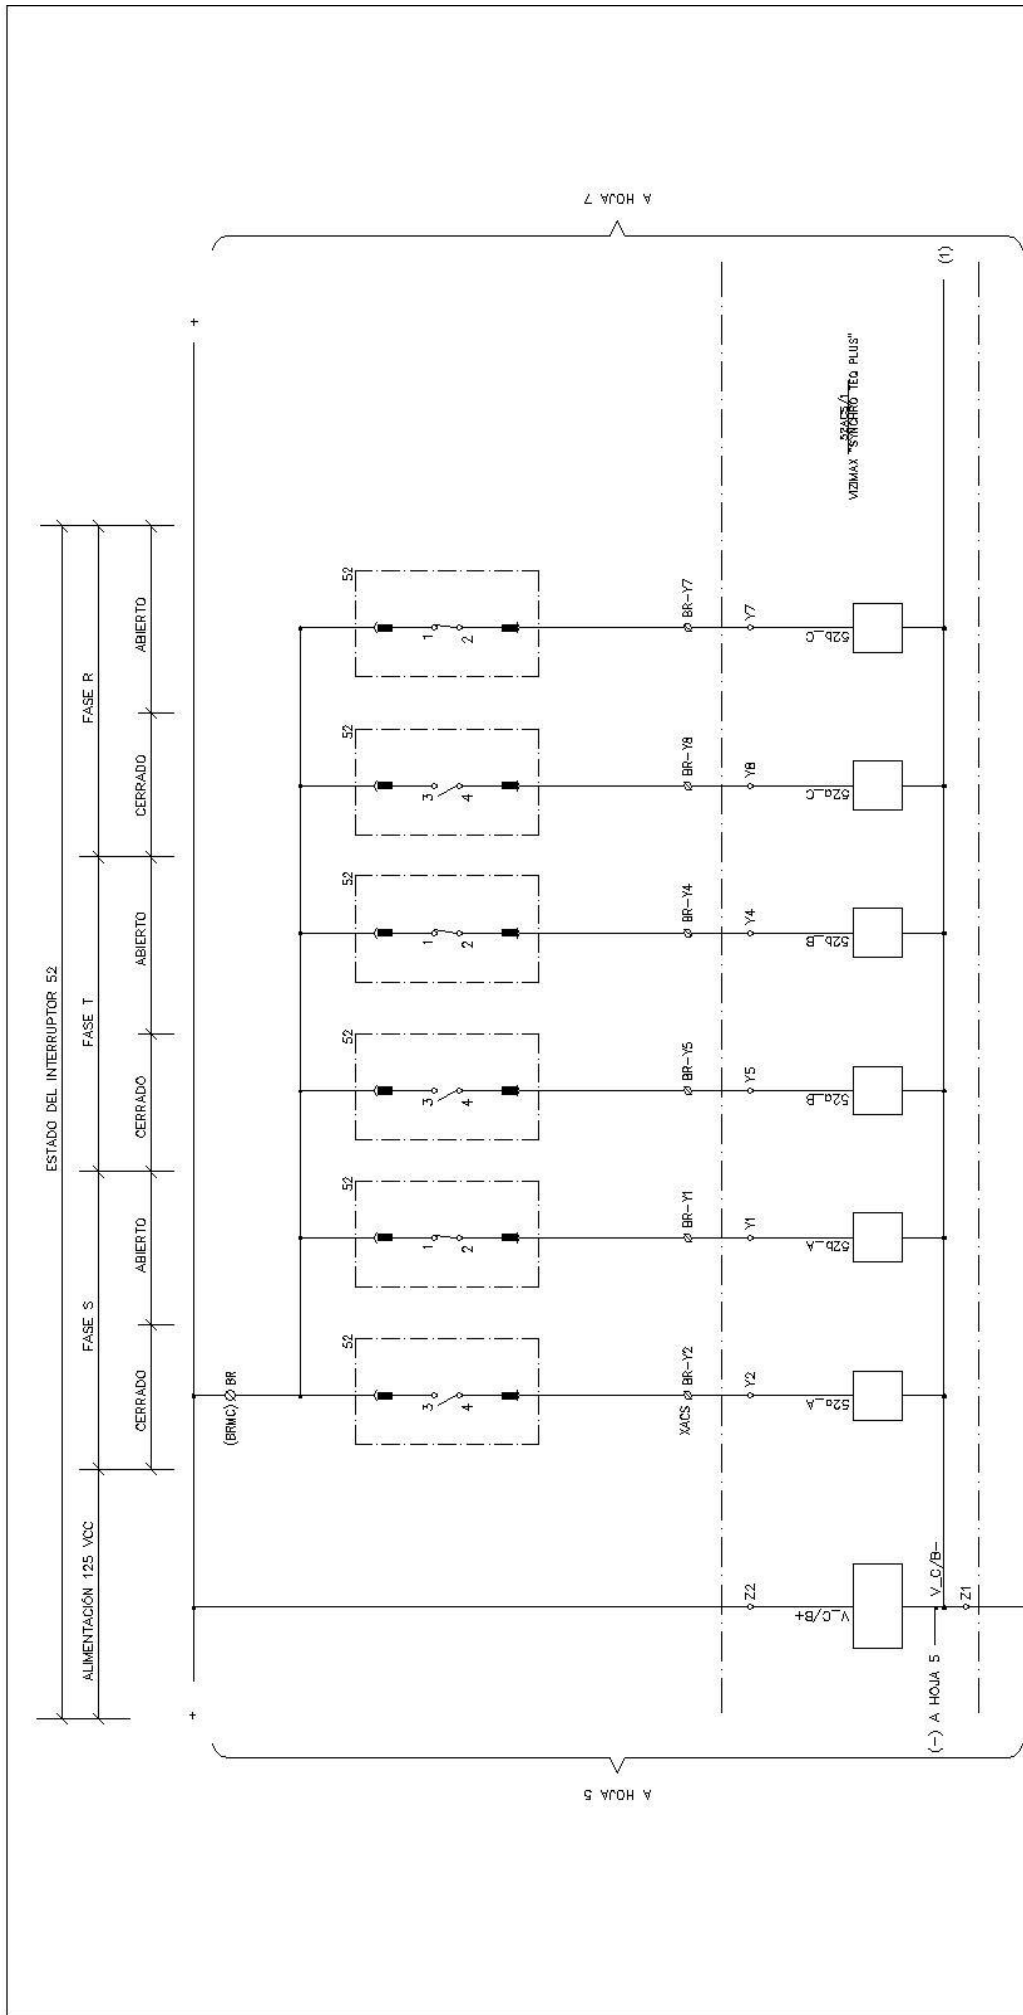 ESTADO DEL INTERRUPTOR 52
ALIMENTACIÓN 125 VCC
FASE S
FASE T
FASE R
CERRADO
ABIERTO
CERRADO
ABIERTO
CERRADO
ABIERTO
+
+
(BRMC)
BR
52
52
52
52
52
52
3
4
1
2
3
4
1
2
3
4
1
2
XACS
BR-Y2
BR-Y1
BR-Y5
BR-Y4
BR-Y8
BR-Y7
Z2
Y2
Y1
Y5
Y4
Y8
Y7
V_C/B+
52a_A
52b_A
52a_B
52b_B
52a_C
52b_C
VIZIMAX "SYNCHRO TEQ PLUS"
(-) A HOJA 5
V_C/B-
Z1
(1)
A HOJA 5
A HOJA 7